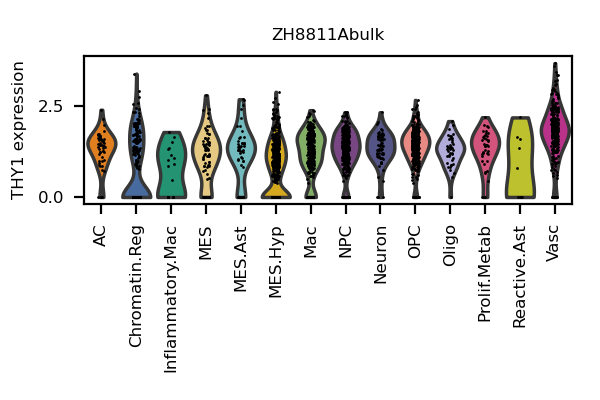 ZH8811Abulk
THY1 expression
2.5
0.0
AC
Chromatin.Reg
Inflammatory.Mac
MES
MES.Ast
MES.Hyp
Mac
NPC
Neuron
OPC
Oligo
Prolif.Metab
Reactive.Ast
Vasc